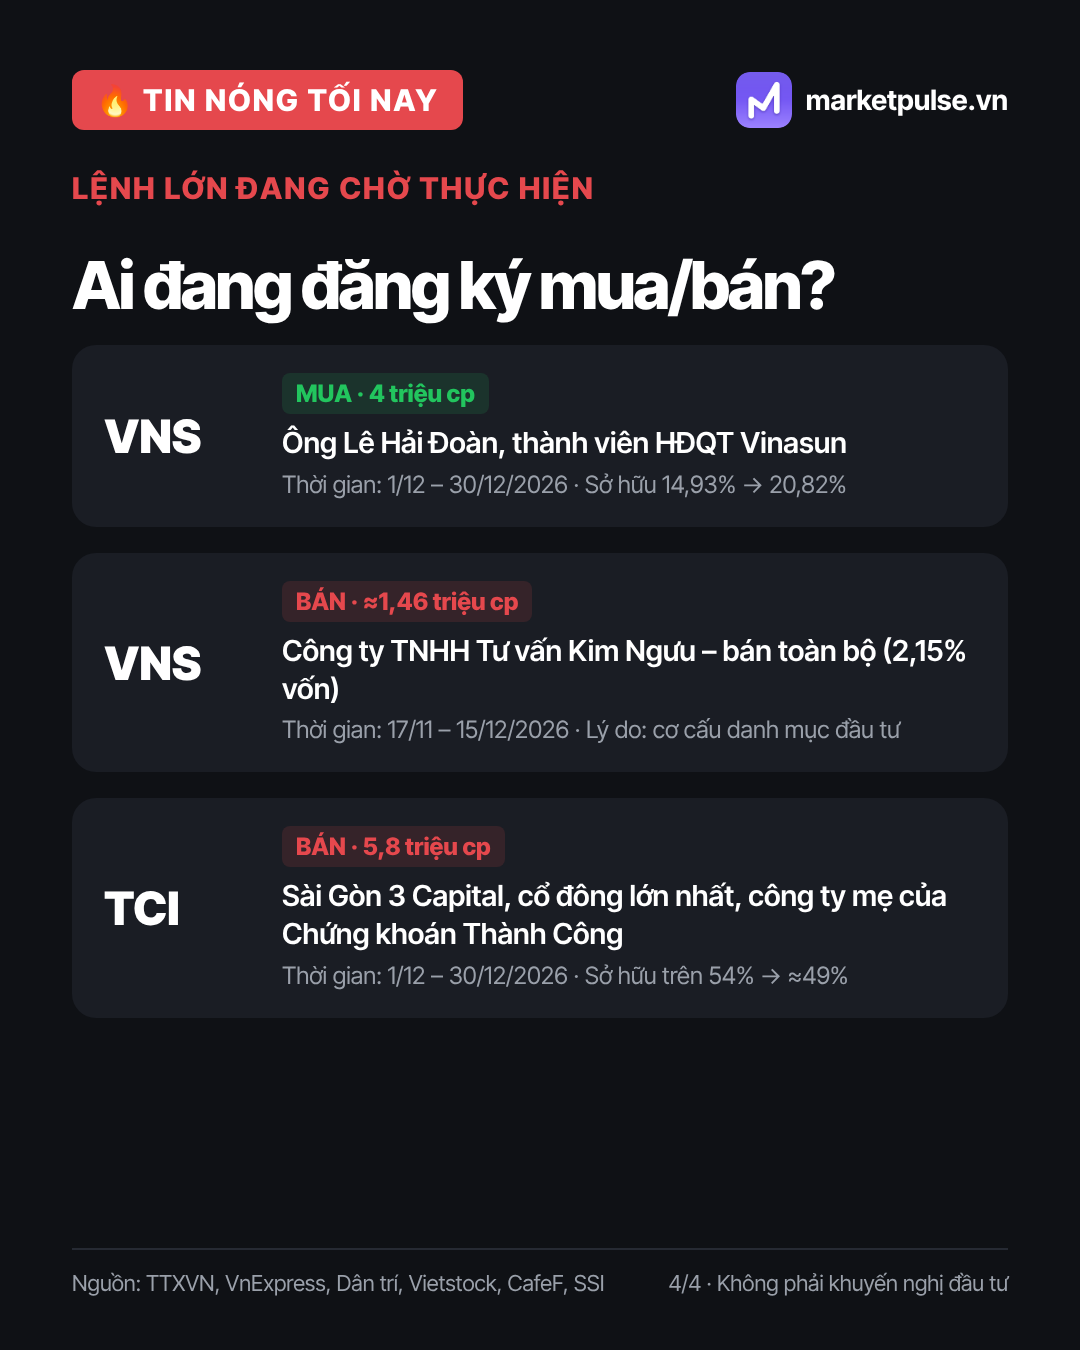 🔥 TIN NÓNG TỐI NAY
marketpulse.vn
LỆNH LỚN ĐANG CHỜ THỰC HIỆN
Ai đang đăng ký mua/bán?
VNS
MUA · 4 triệu cp
Ông Lê Hải Đoàn, thành viên HĐQT Vinasun
Thời gian: 1/12 – 30/12/2026 · Sở hữu 14,93% → 20,82%
VNS
BÁN · ≈1,46 triệu cp
Công ty TNHH Tư vấn Kim Ngưu – bán toàn bộ (2,15%
vốn)
Thời gian: 17/11 – 15/12/2026 · Lý do: cơ cấu danh mục đầu tư
TCI
BÁN · 5,8 triệu cp
Sài Gòn 3 Capital, cổ đông lớn nhất, công ty mẹ của
Chứng khoán Thành Công
Thời gian: 1/12 – 30/12/2026 · Sở hữu trên 54% → ≈49%
Nguồn: TTXVN, VnExpress, Dân trí, Vietstock, CafeF, SSI
4/4 · Không phải khuyến nghị đầu tư